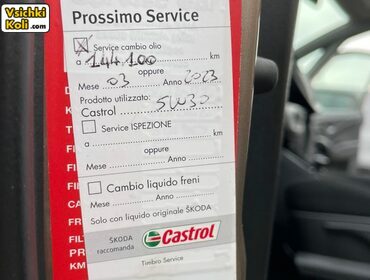 Vsichki
Koli .com
Prossimo Service
Service cambio olio
a 144.100 km
oppure
Mese 03 Anno 2023
Prodotto utilizzato:
Castrol 5W30
Service ISPEZIONE
a km
oppure
Mese Anno
Cambio liquido freni
Mese Anno
Solo con liquido originale ŠKODA
ŠKODA
raccomanda
Castrol
Timbro Service